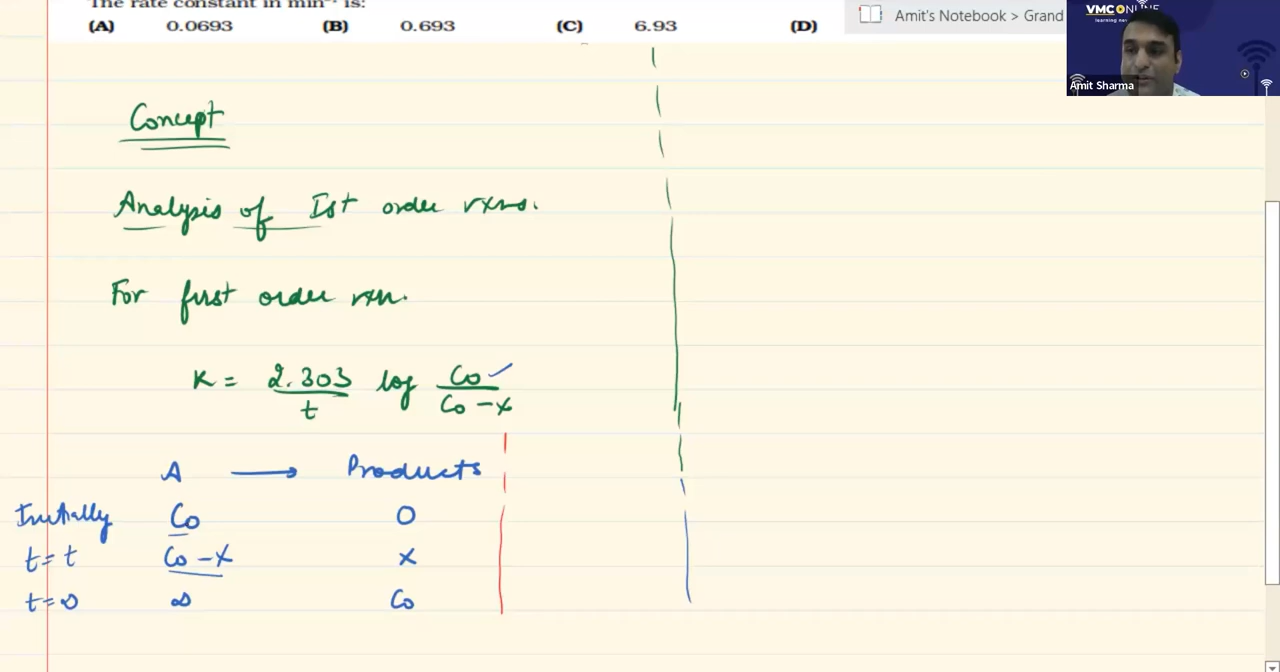 The rate constant in min⁻¹ is:
(A) 0.0693 (B) 0.693 (C) 6.93 (D)
Amit's Notebook > Grand
VMC ONLINE
Amit Sharma
Concept
Analysis of Ist order rxns.
For first order rxn.
K = 2.303/t log Co/Co-x
A ⟶ Products
Initially Co 0
t=t Co-x x
t=∞ ∞ Co